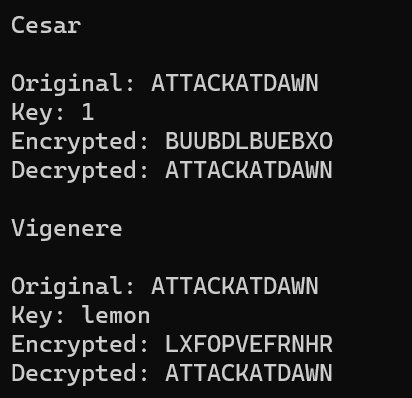 Cesar
Original: ATTACKATDAWN
Key: 1
Encrypted: BUUBDLBUEBXO
Decrypted: ATTACKATDAWN
Vigenere
Original: ATTACKATDAWN
Key: lemon
Encrypted: LXFOPVEFRNHR
Decrypted: ATTACKATDAWN